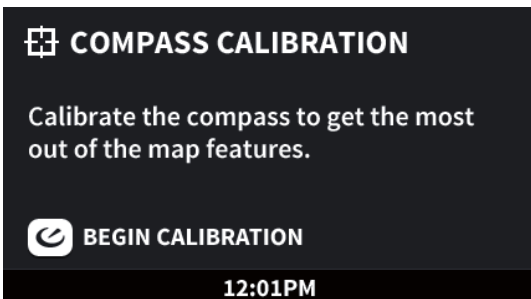 COMPASS CALIBRATION
Calibrate the compass to get the most
out of the map features.
BEGIN CALIBRATION
12:01PM